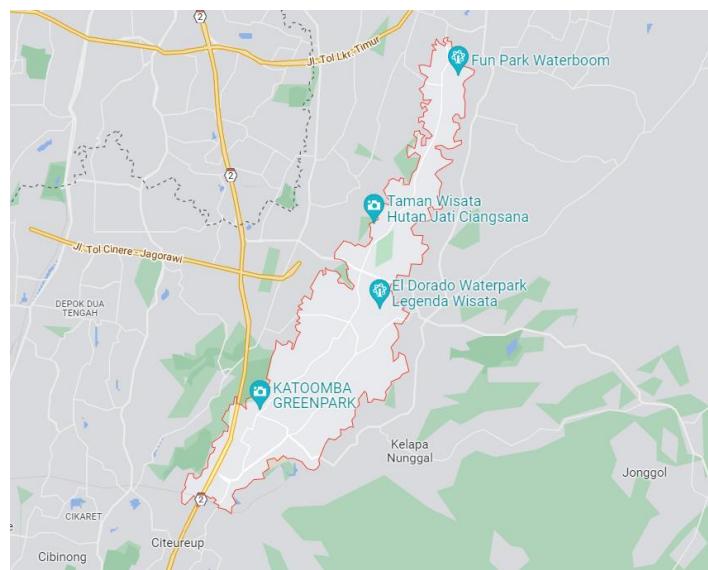 2
Jl. Tol Lkr. Timur
Fun Park Waterboom
2
Taman Wisata
Hutan Jati Ciangsana
Jl. Tol Cinere - Jagorawi
El Dorado Waterpark
Legenda Wisata
DEPOK DUA
TENGAH
KATOOMBA
GREENPARK
Kelapa
Nunggal
Jonggol
2
CIKARET
e
Citeureup
Cibinong